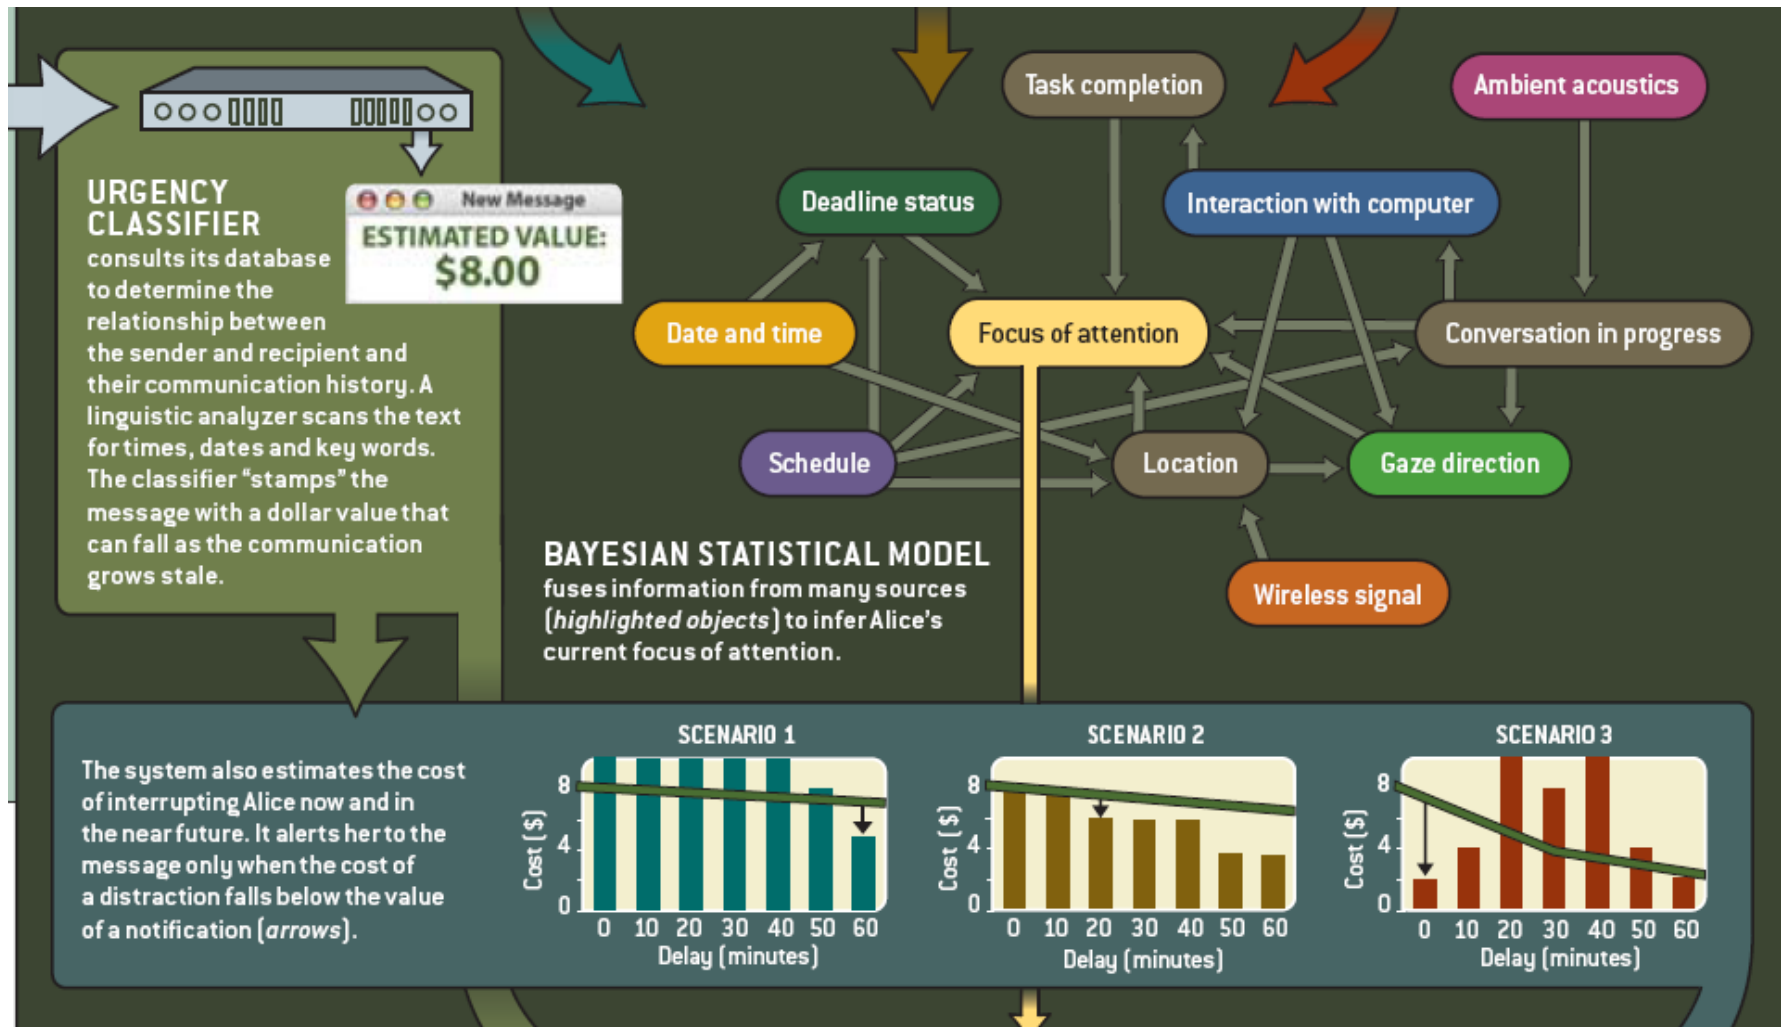 URGENCY
CLASSIFIER
consults its database
to determine the
relationship between
the sender and recipient and
their communication history. A
linguistic analyzer scans the text
for times, dates and key words.
The classifier “stamps” the
message with a dollar value that
can fall as the communication
grows stale.
New Message
ESTIMATED VALUE:
$8.00
Task completion
Ambient acoustics
Deadline status
Interaction with computer
Date and time
Focus of attention
Conversation in progress
Schedule
Location
Gaze direction
Wireless signal
BAYESIAN STATISTICAL MODEL
fuses information from many sources
(highlighted objects) to infer Alice’s
current focus of attention.
The system also estimates the cost
of interrupting Alice now and in
the near future. It alerts her to the
message only when the cost of
a distraction falls below the value
of a notification (arrows).
SCENARIO 1
Cost ($)
8
4
0
0 10 20 30 40 50 60
Delay (minutes)
SCENARIO 2
Cost ($)
8
4
0
0 10 20 30 40 50 60
Delay (minutes)
SCENARIO 3
Cost ($)
8
4
0
0 10 20 30 40 50 60
Delay (minutes)